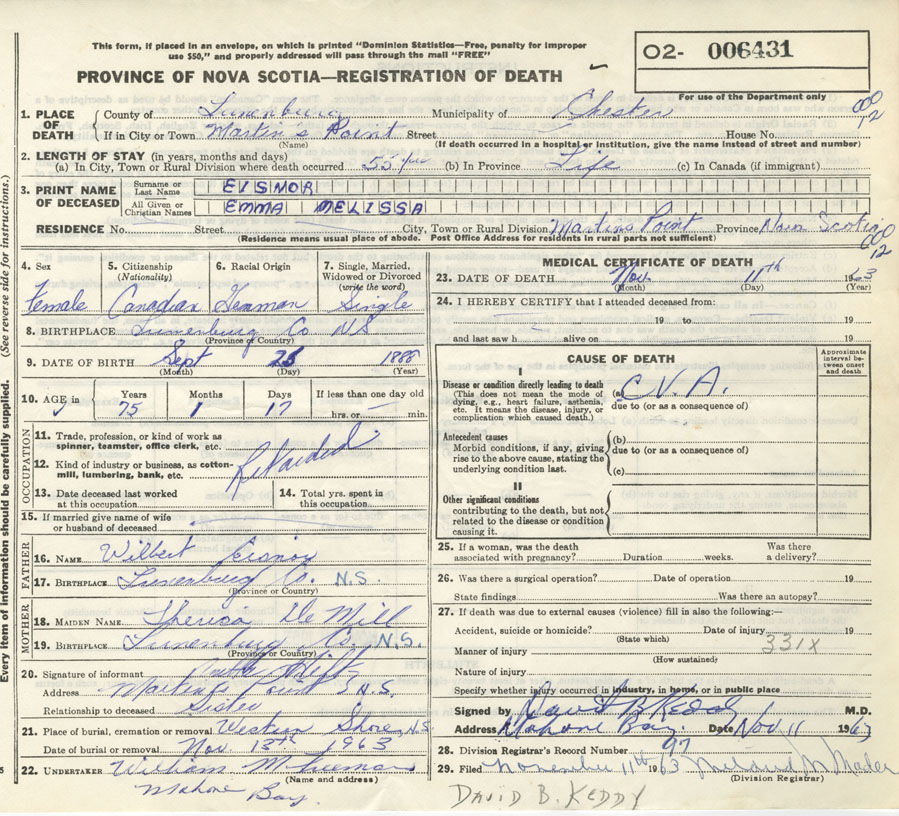 This form, if placed in an envelope, on which is printed "Dominion Statistics—Free, penalty for improper
use $50," and properly addressed will pass through the mail "FREE"
O2- 006431
For use of the Department only
PROVINCE OF NOVA SCOTIA—REGISTRATION OF DEATH
1. PLACE OF DEATH
County of Lunenburg Municipality of Chester
If in City or Town Martin's Point Street House No.
(Name) (If death occurred in a hospital or institution, give the name instead of street and number)
2. LENGTH OF STAY (in years, months and days)
(a) In City, Town or Rural Division where death occurred 55 yrs (b) In Province Life (c) In Canada (if immigrant)
3. PRINT NAME OF DECEASED
Surname or Last Name EISNOR
All Given or Christian Names EMMA MELISSA
RESIDENCE No. Street City, Town or Rural Division Martins Point Province Nova Scotia
(Residence means usual place of abode. Post Office Address for residents in rural parts not sufficient)
4. Sex 5. Citizenship (Nationality) 6. Racial Origin 7. Single, Married, Widowed or Divorced (write the word)
Female Canadian German Single
8. BIRTHPLACE Lunenburg Co NS
(Province or Country)
9. DATE OF BIRTH Sept 1888
(Month) (Day) (Year)
10. AGE in Years Months Days If less than one day old
75 1 17 hrs. or min.
OCCUPATION
11. Trade, profession, or kind of work as spinner, teamster, office clerk, etc.
12. Kind of industry or business, as cotton-mill, lumbering, bank, etc.
Retarded
13. Date deceased last worked at this occupation
14. Total yrs. spent in this occupation
15. If married give name of wife or husband of deceased
FATHER
16. NAME Wilbert Eisnor
17. BIRTHPLACE Lunenburg Co. N.S.
(Province or Country)
MOTHER
18. MAIDEN NAME Theresa De Mill
19. BIRTHPLACE Lunenburg Co. N.S.
(Province or Country)
20. Signature of informant
Address Martins Point N.S.
Relationship to deceased Sister
21. Place of burial, cremation or removal Western Shore, N.S.
Date of burial or removal Nov. 13th 1963
22. UNDERTAKER William M
(Name and address)
Mahone Bay.
MEDICAL CERTIFICATE OF DEATH
23. DATE OF DEATH Nov. 11th 1963
(Month) (Day) (Year)
24. I HEREBY CERTIFY that I attended deceased from:
19 to 19
and last saw h alive on 19
CAUSE OF DEATH
Approximate interval between onset and death
I
Disease or condition directly leading to death
(This does not mean the mode of dying, e.g., heart failure, asthenia, etc. It means the disease, injury, or complication which caused death.)
(a) C.V.A.
due to (or as a consequence of)
Antecedent causes
Morbid conditions, if any, giving rise to the above cause, stating the underlying condition last.
(b)
due to (or as a consequence of)
(c)
II
Other significant conditions
contributing to the death, but not related to the disease or condition causing it.
25. If a woman, was the death associated with pregnancy? Duration weeks. Was there a delivery?
26. Was there a surgical operation? Date of operation 19
State findings Was there an autopsy?
27. If death was due to external causes (violence) fill in also the following:—
Accident, suicide or homicide? Date of injury 19
(State which)
331X
Manner of injury
(How sustained)
Nature of injury
Specify whether injury occurred in industry, in home, or in public place
Signed by David B Keddy M.D.
Address Mahone Bay Date Nov 11 1963
28. Division Registrar's Record Number 97
29. Filed November 11th 1963
(Division Registrar)
DAVID B. KEDDY
Every item of information should be carefully supplied. (See reverse side for instructions.)